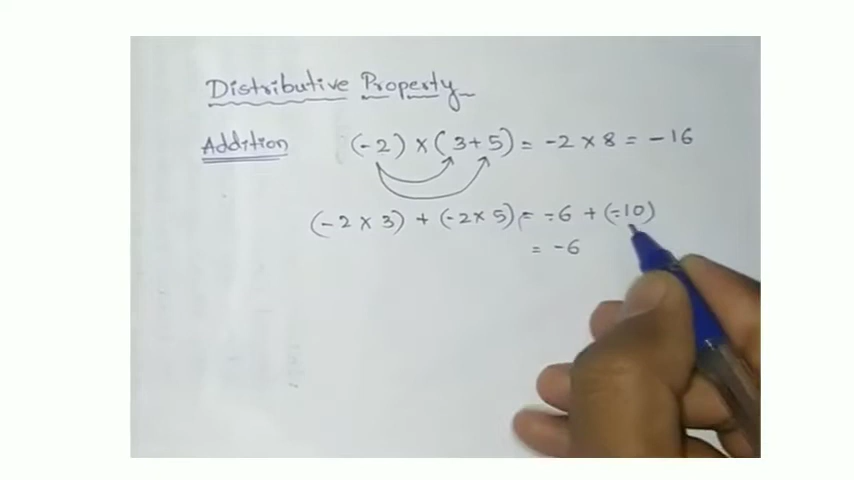 Distributive Property
Addition (-2) × (3+5) = -2 × 8 = -16
(-2 × 3) + (-2 × 5) = -6 + (-10)
= -6